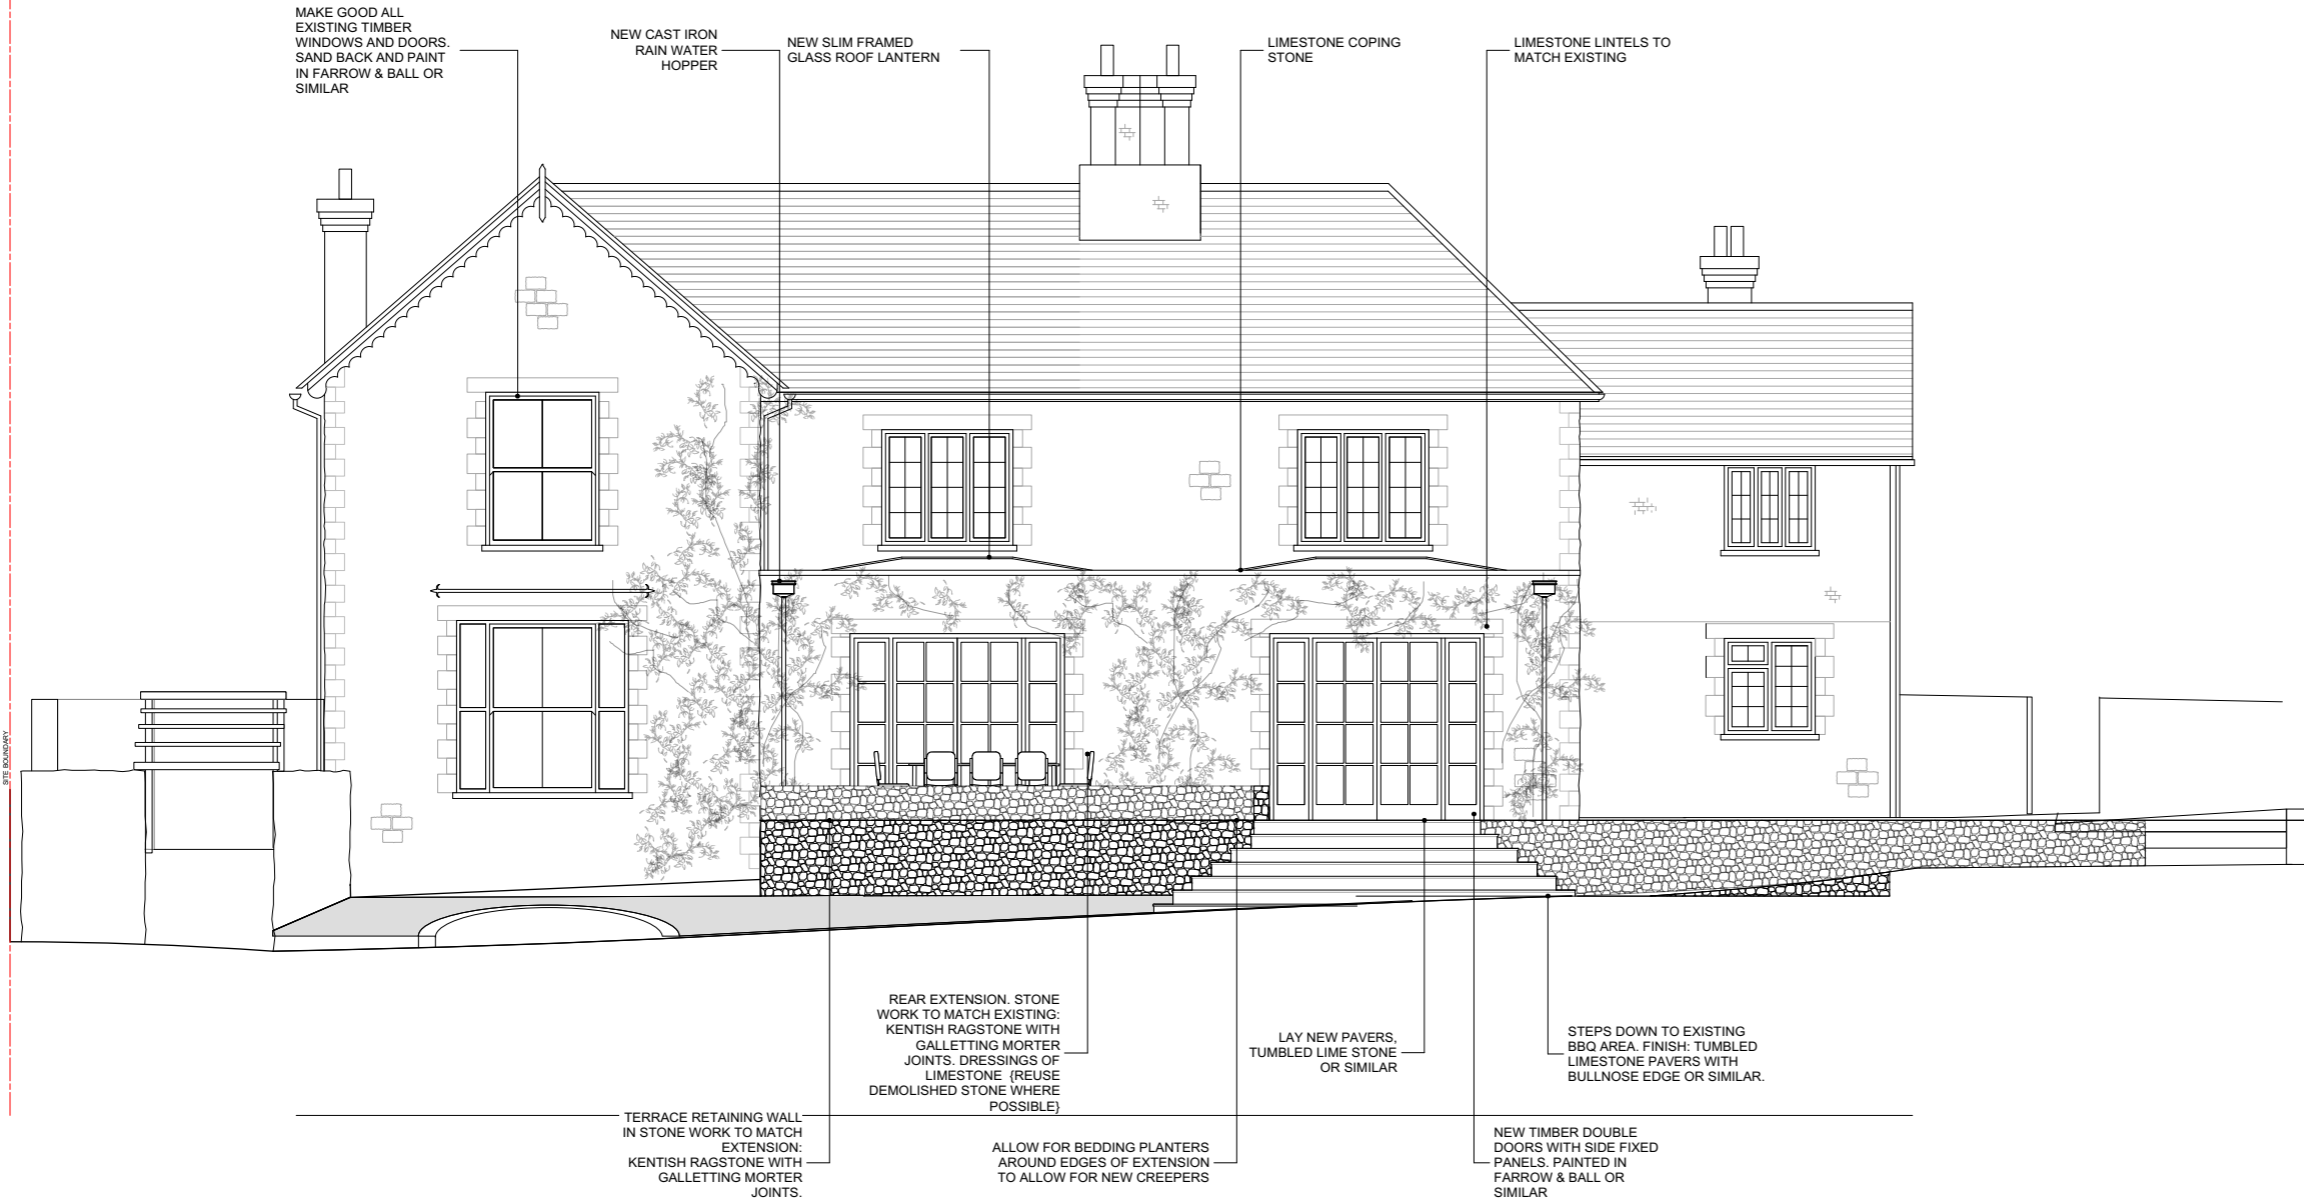 MAKE GOOD ALL
EXISTING TIMBER
WINDOWS AND DOORS.
SAND BACK AND PAINT
IN FARROW & BALL OR
SIMILAR
NEW CAST IRON
RAIN WATER
HOPPER
NEW SLIM FRAMED
GLASS ROOF LANTERN
LIMESTONE COPING
STONE
LIMESTONE LINTELS TO
MATCH EXISTING
SITE BOUNDARY
REAR EXTENSION. STONE
WORK TO MATCH EXISTING:
KENTISH RAGSTONE WITH
GALLETTING MORTER
JOINTS. DRESSINGS OF
LIMESTONE {REUSE
DEMOLISHED STONE WHERE
POSSIBLE}
LAY NEW PAVERS,
TUMBLED LIME STONE
OR SIMILAR
STEPS DOWN TO EXISTING
BBQ AREA. FINISH: TUMBLED
LIMESTONE PAVERS WITH
BULLNOSE EDGE OR SIMILAR.
TERRACE RETAINING WALL
IN STONE WORK TO MATCH
EXTENSION:
KENTISH RAGSTONE WITH
GALLETTING MORTER
JOINTS.
ALLOW FOR BEDDING PLANTERS
AROUND EDGES OF EXTENSION
TO ALLOW FOR NEW CREEPERS
NEW TIMBER DOUBLE
DOORS WITH SIDE FIXED
PANELS. PAINTED IN
FARROW & BALL OR
SIMILAR